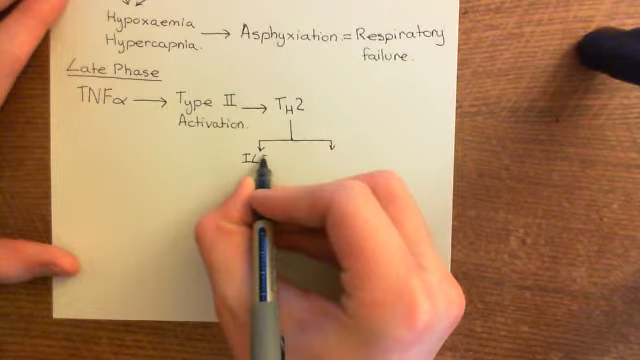 Hypoxaemia
Hypercapnia. → Asphyxiation = Respiratory
failure.
Late Phase
TNFα → Type II → TH2
Activation.
IL